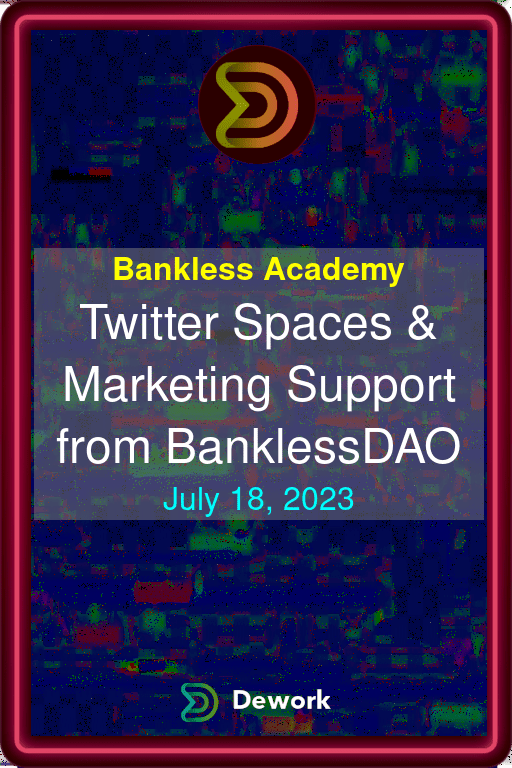 Bankless Academy
Twitter Spaces &
Marketing Support
from BanklessDAO
July 18, 2023
Dework